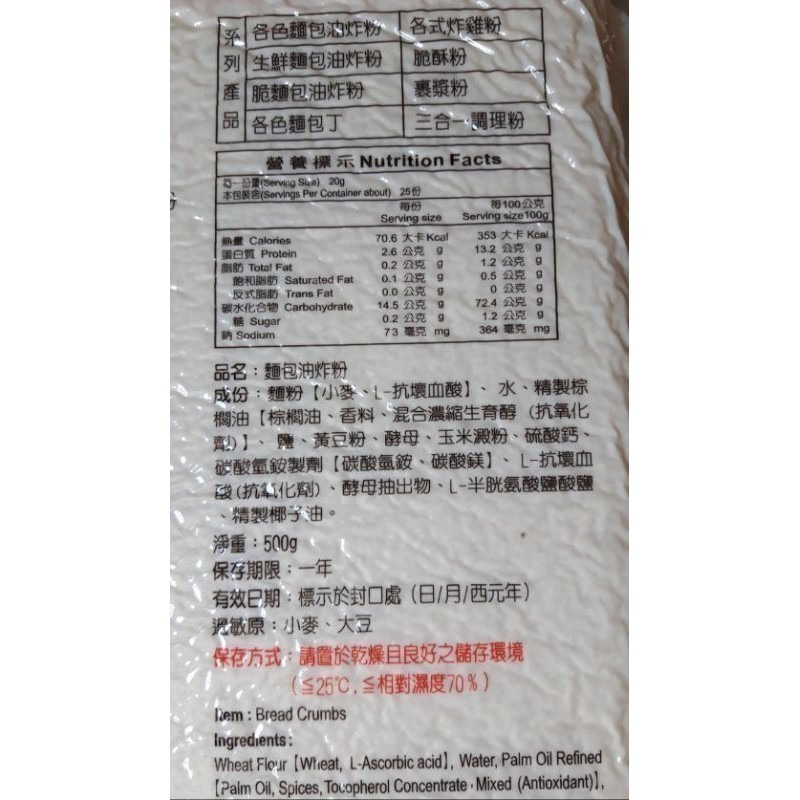 系 各色麵包油炸粉 各式炸雞粉
列 生鮮麵包油炸粉 脆酥粉
產 脆麵包油炸粉 裹漿粉
品 各色麵包丁 三合一調理粉
營養標示 Nutrition Facts
每一份量(Serving Size) 20g
本包裝含(Servings Per Container about) 25份
每份 每100公克
Serving size Serving size100g
熱量 Calories 70.6 大卡 Kcal 353 大卡 Kcal
蛋白質 Protein 2.6 公克 g 13.2 公克 g
脂肪 Total Fat 0.2 公克 g 1.2 公克 g
飽和脂肪 Saturated Fat 0.1 公克 g 0.5 公克 g
反式脂肪 Trans Fat 0.0 公克 g 0 公克 g
碳水化合物 Carbohydrate 14.5 公克 g 72.4 公克 g
糖 Sugar 0.2 公克 g 1.2 公克 g
鈉 Sodium 73 毫克 mg 364 毫克 mg
品名：麵包油炸粉
成份：麵粉【小麥、L-抗壞血酸】、水、精製棕
櫚油【棕櫚油、香料、混合濃縮生育醇（抗氧化
劑）】、鹽、黃豆粉、酵母、玉米澱粉、硫酸鈣、
碳酸氫銨製劑【碳酸氫銨、碳酸鎂】、L-抗壞血
酸(抗氧化劑)、酵母抽出物、L-半胱氨酸鹽酸鹽
、精製椰子油。
淨重：500g
保存期限：一年
有效日期：標示於封口處（日/月/西元年）
過敏原：小麥、大豆
保存方式：請置於乾燥且良好之儲存環境
（≦25℃，≦相對濕度70%）
Item : Bread Crumbs
Ingredients :
Wheat Flour【Wheat, L-Ascorbic acid】, Water, Palm Oil Refined
【Palm Oil, Spices, Tocopherol Concentrate，Mixed (Antioxidant)】,